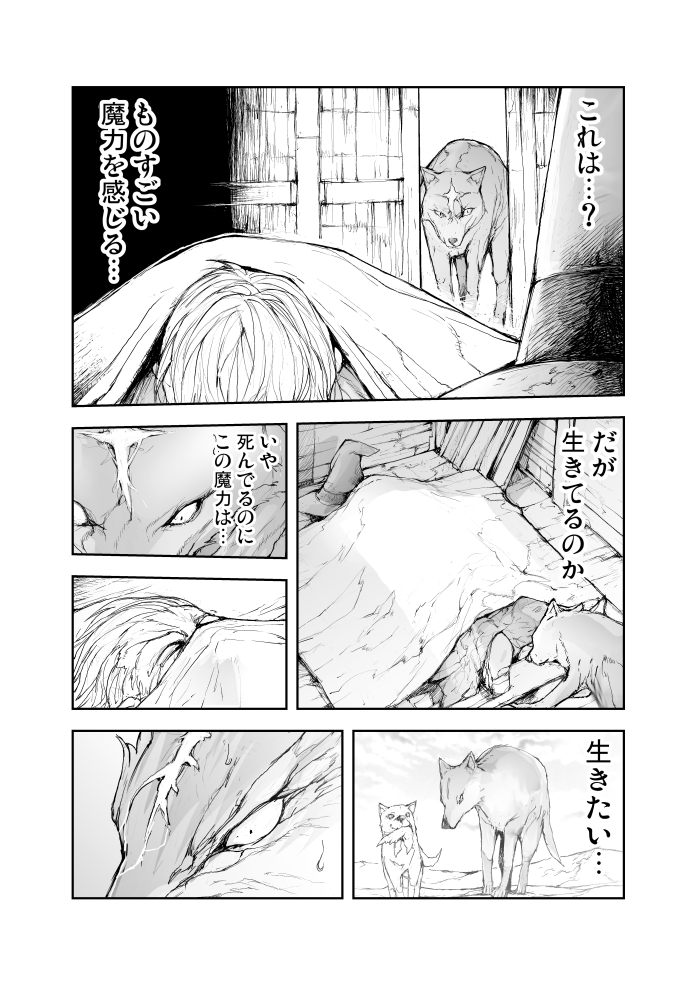 これは…？
ものすごい
魔力を感じる…
だが
生きてるのか
いや
死んでるのに
この魔力は…
生きたい…